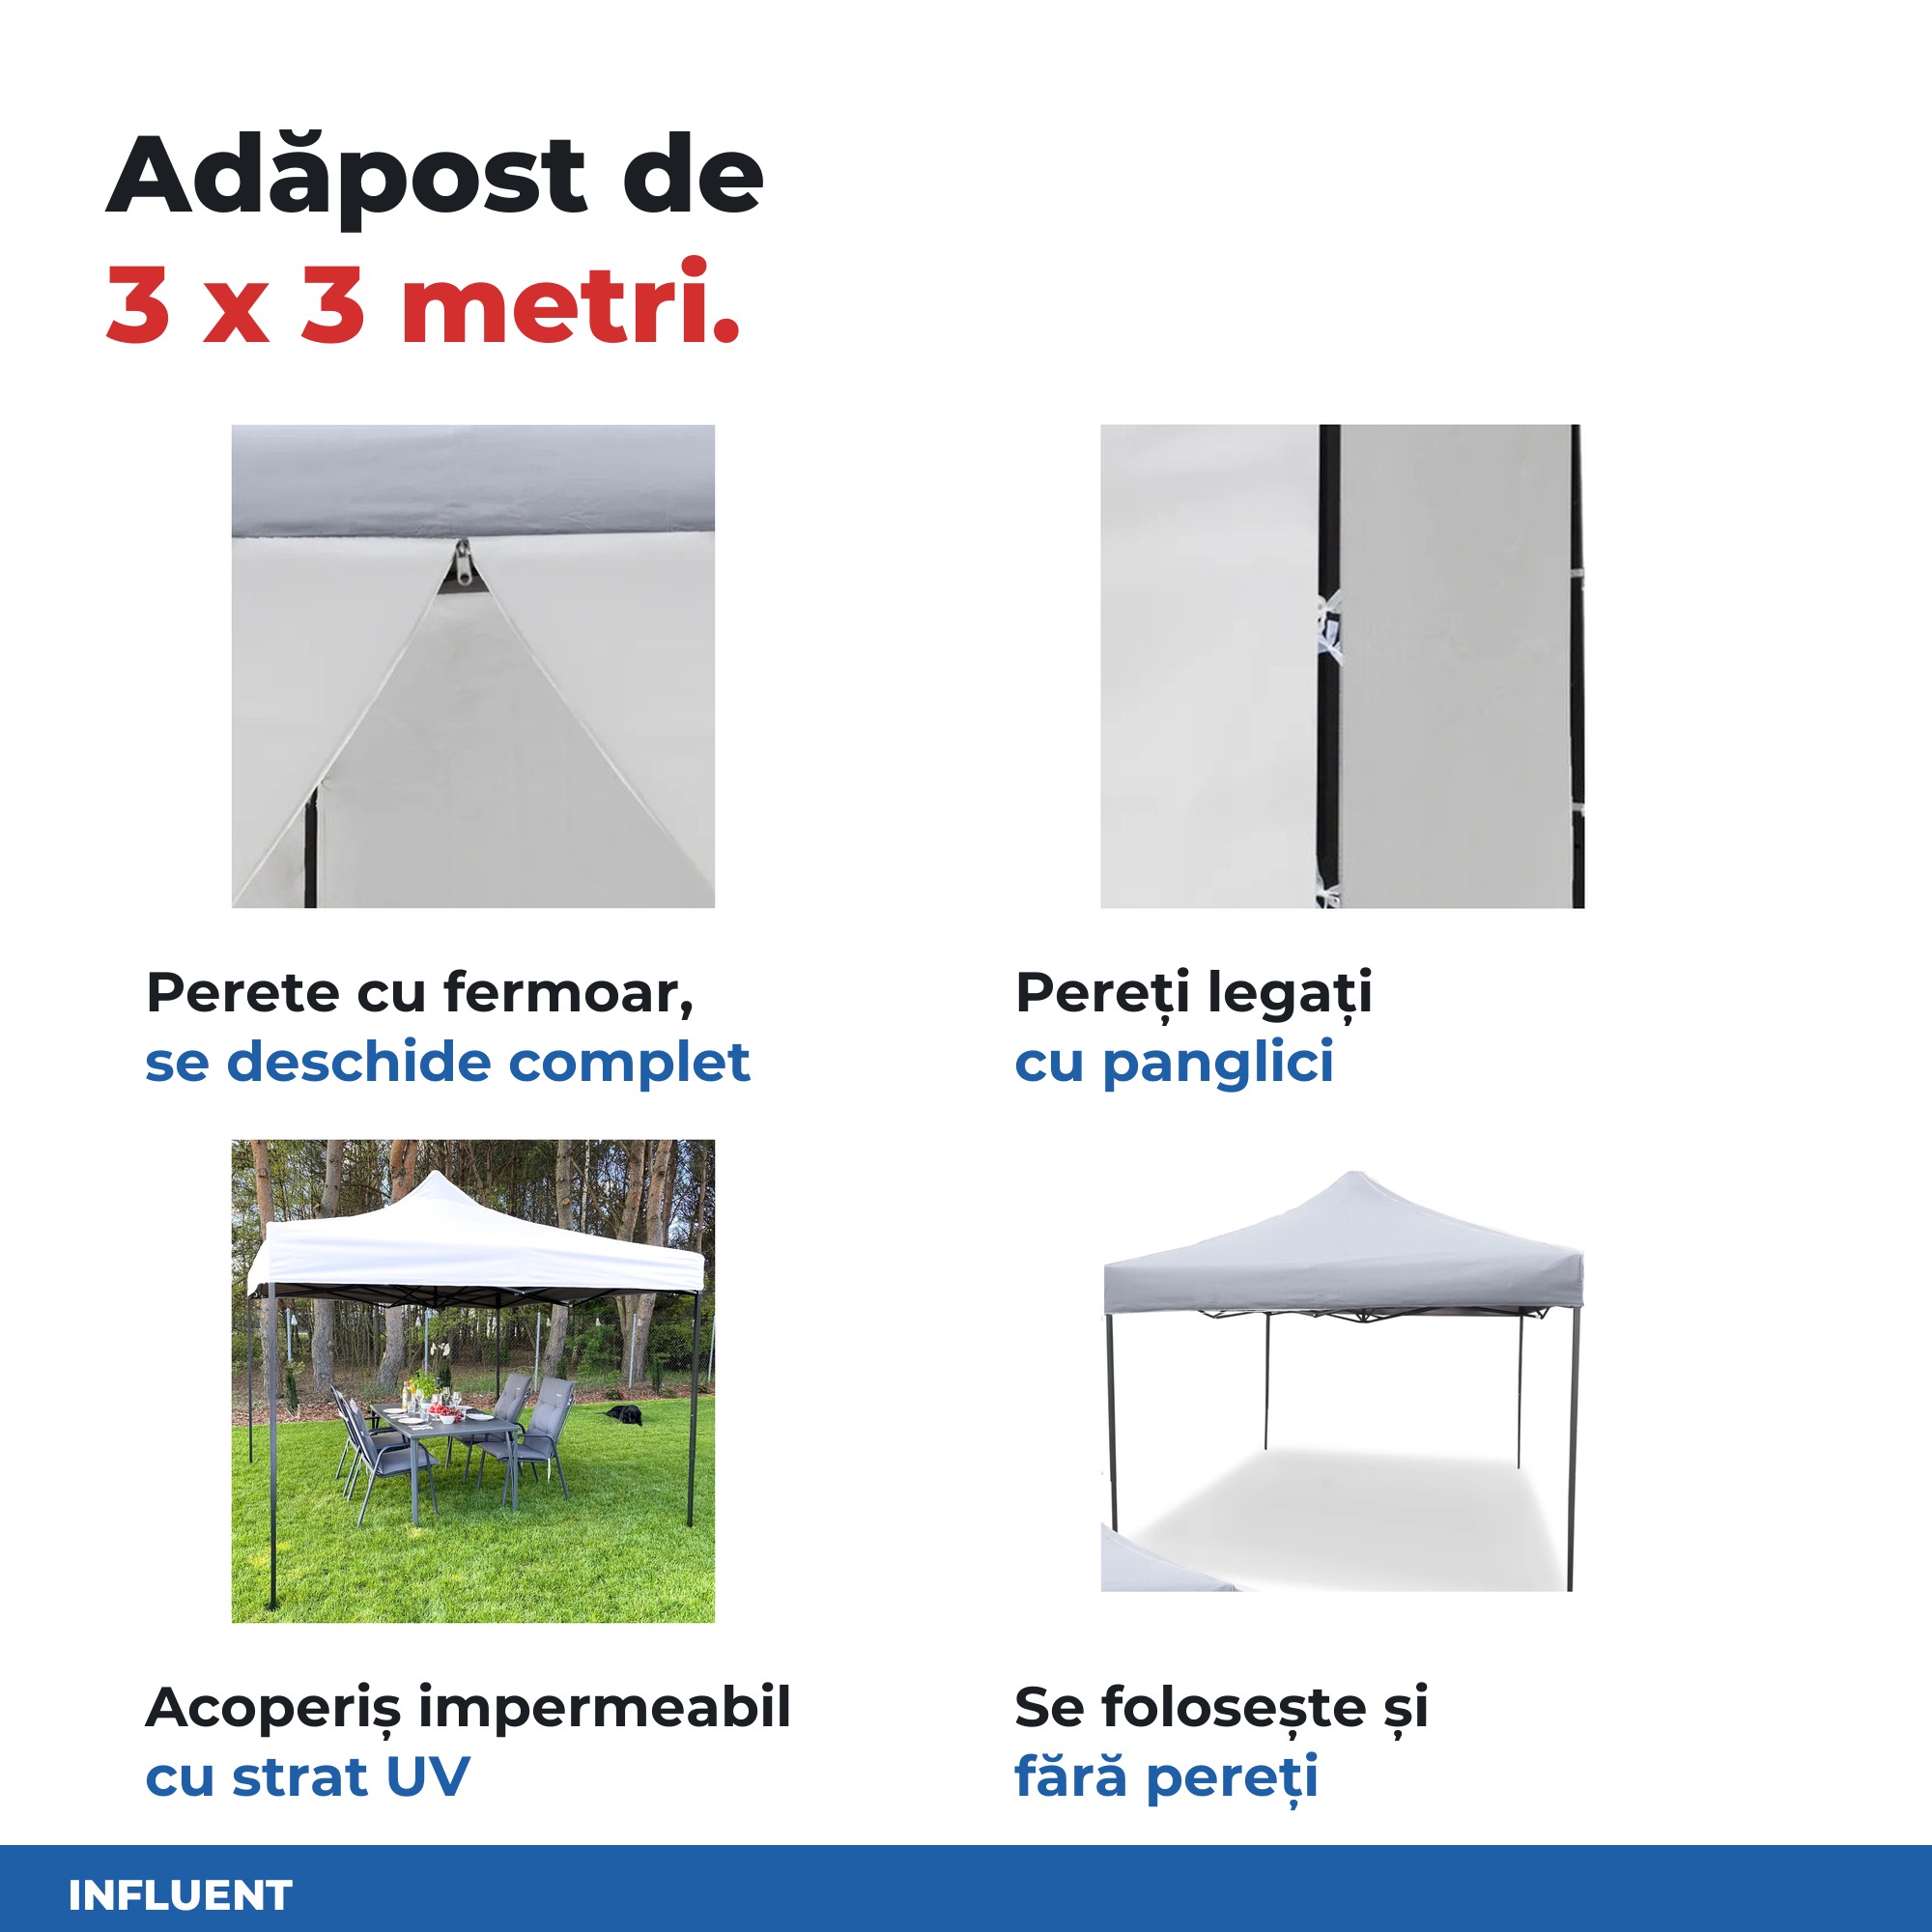 Adăpost de
3 x 3 metri.
Perete cu fermoar,
se deschide complet
Pereți legați
cu panglici
Acoperiș impermeabil
cu strat UV
Se folosește și
fără pereți
INFLUENT